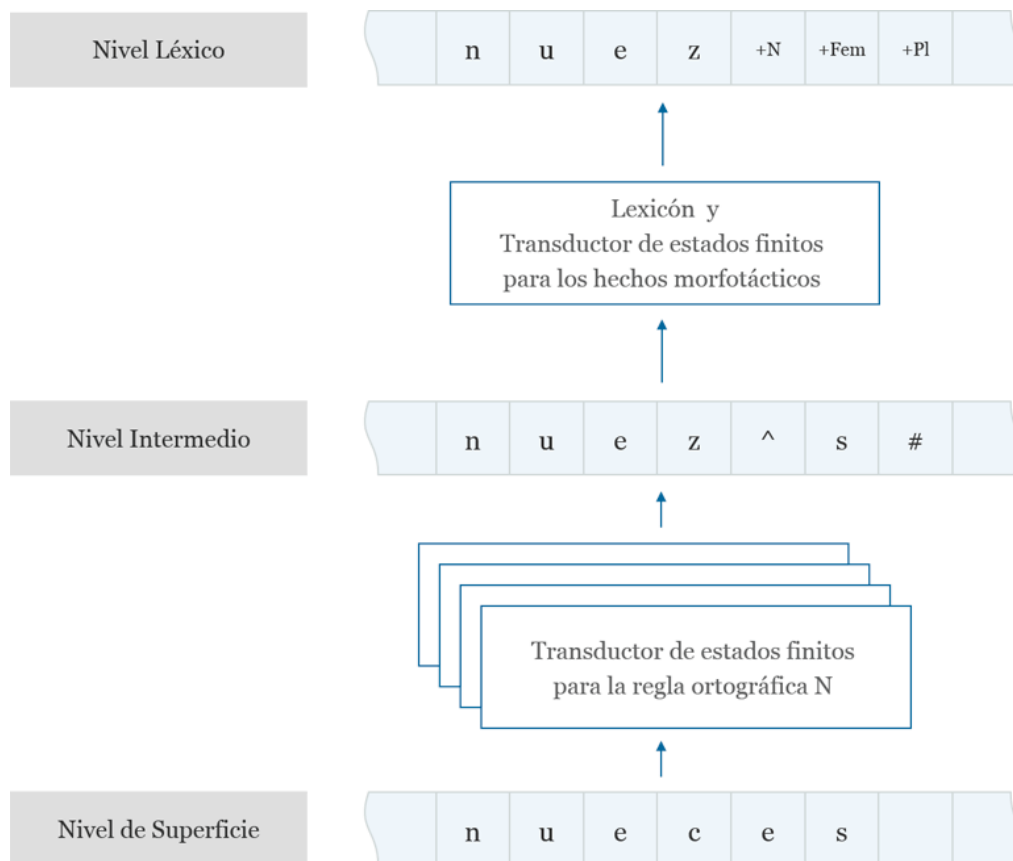 Nivel Léxico n u e z +N +Fem +Pl
Lexicón y
Transductor de estados finitos
para los hechos morfotácticos
Nivel Intermedio n u e z ^ s #
Transductor de estados finitos
para la regla ortográfica N
Nivel de Superficie n u e c e s